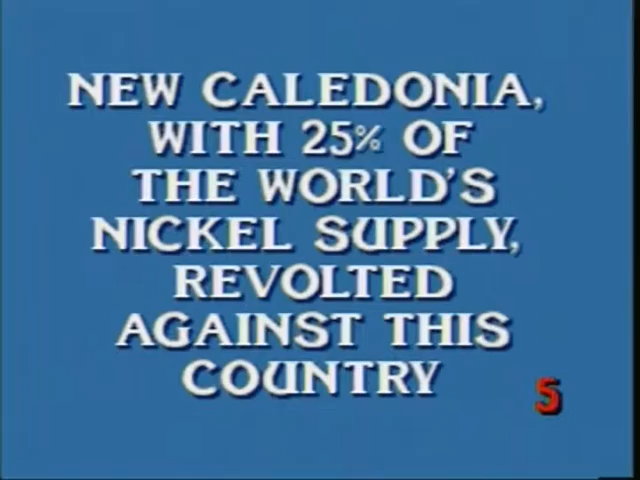 NEW CALEDONIA,
WITH 25% OF
THE WORLD'S
NICKEL SUPPLY,
REVOLTED
AGAINST THIS
COUNTRY
5